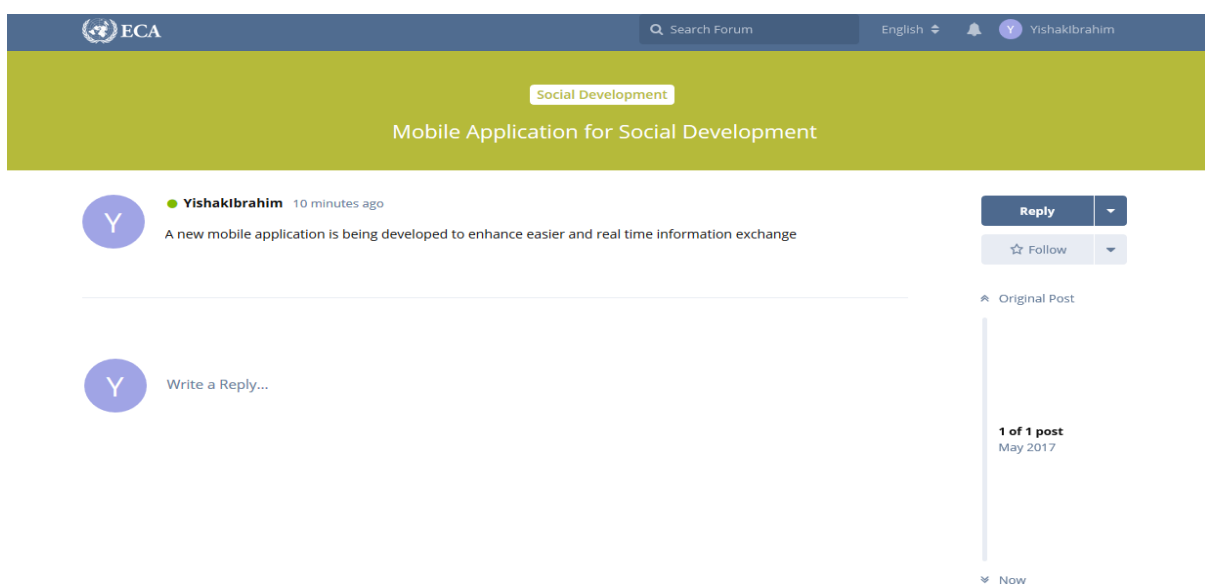 ECA
Search Forum
English
Y
YishakIbrahim
Social Development
Mobile Application for Social Development
Y
YishakIbrahim 10 minutes ago
A new mobile application is being developed to enhance easier and real time information exchange
Reply
Follow
Original Post
Y
Write a Reply...
1 of 1 post
May 2017
Now